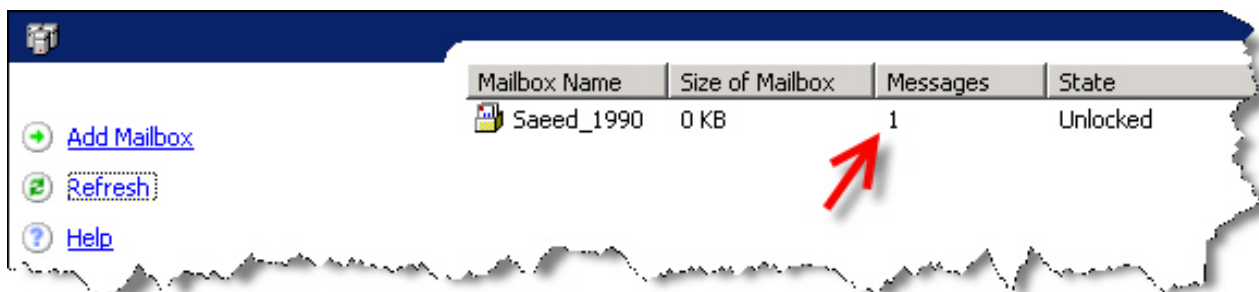 Mailbox Name Size of Mailbox Messages State
Saeed_1990 0 KB 1 Unlocked
Add Mailbox
Refresh
Help